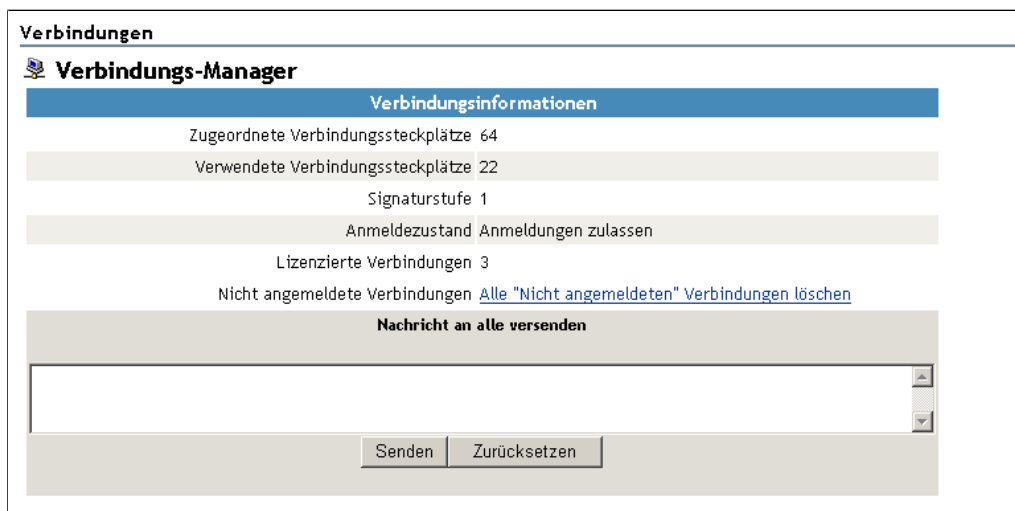 Verbindungen
Verbindungs-Manager
Verbindungsinformationen
Zugeordnete Verbindungssteckplätze 64
Verwendete Verbindungssteckplätze 22
Signaturstufe 1
Anmeldezustand Anmeldungen zulassen
Lizenzierte Verbindungen 3
Nicht angemeldete Verbindungen Alle "Nicht angemeldeten" Verbindungen löschen
Nachricht an alle versenden
Senden Zurücksetzen